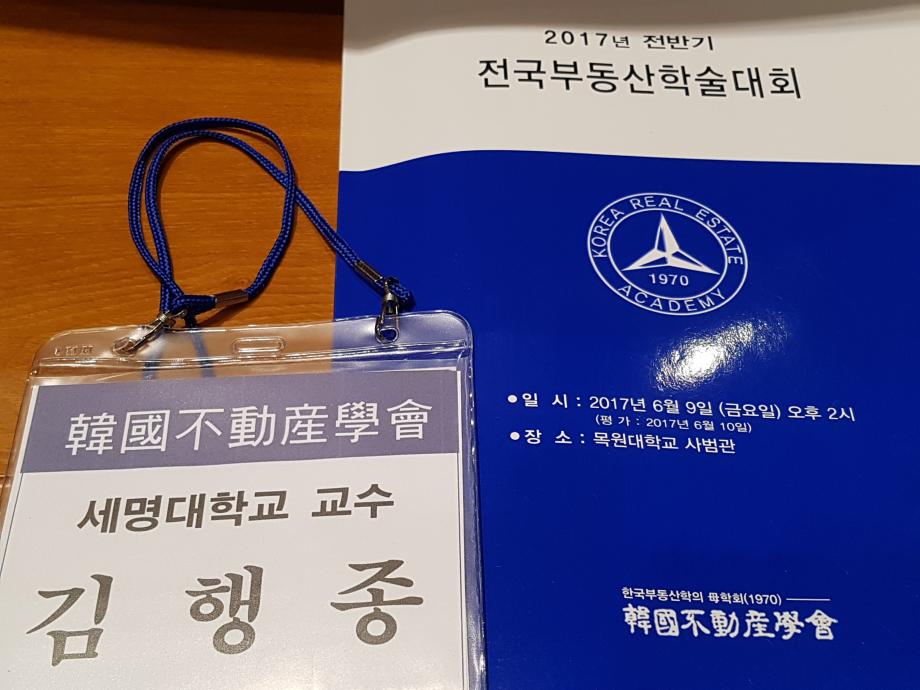 2017년 전반기
전국부동산학술대회
KOREA REAL ESTATE
1970
ACADEMY
●일 시 : 2017년 6월 9일 (금요일) 오후 2시
(평 가 : 2017년 6월 10일)
●장 소 : 목원대학교 사범관
한국부동산학의 母학회(1970)
韓國不動産學會
韓國不動産學會
세명대학교 교수
김 행 종